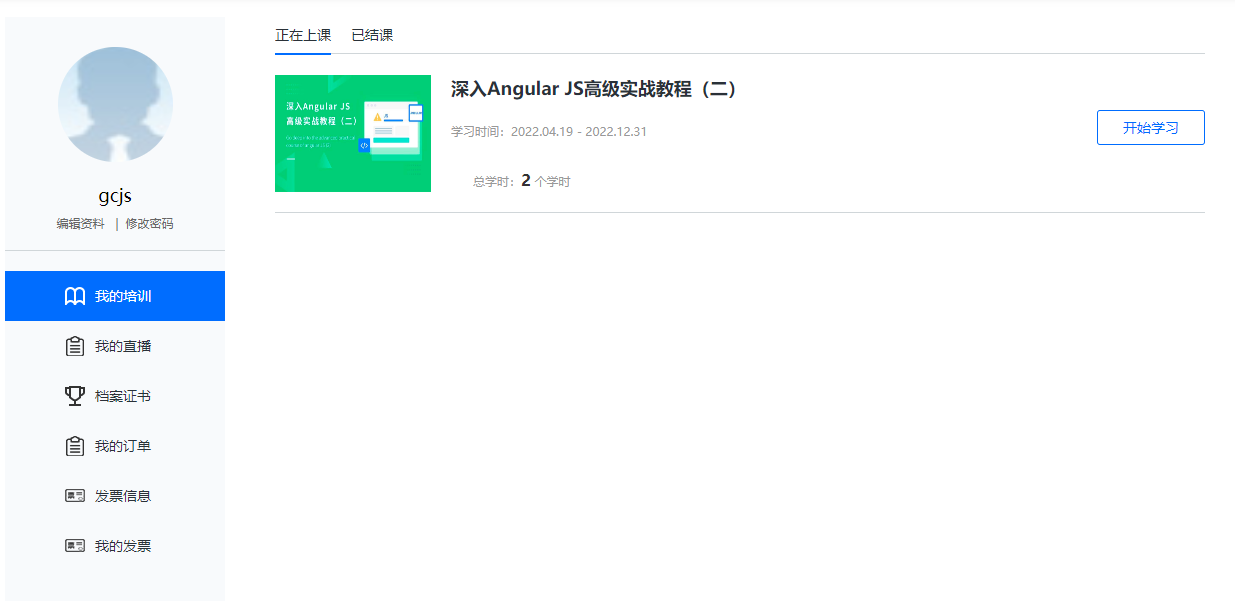 正在上课 已结课
gcjs
编辑资料 | 修改密码
我的培训
我的直播
档案证书
我的订单
发票信息
我的发票
深入Angular JS
高级实战教程（二）
深入Angular JS高级实战教程（二）
学习时间：2022.04.19 - 2022.12.31
总学时：2 个学时
开始学习